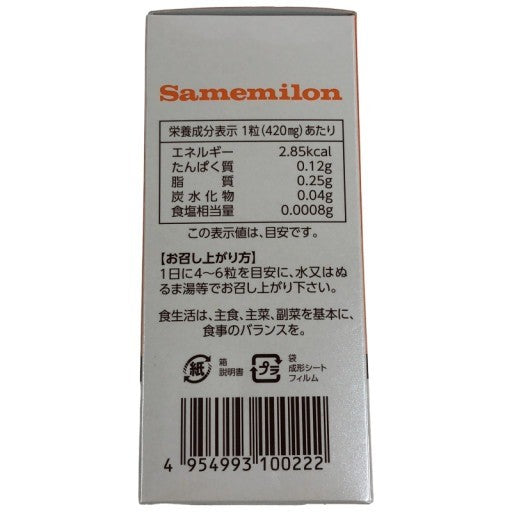 Samemilon
栄養成分表示 1粒(420㎎)あたり
エネルギー 2.85kcal
たんぱく質 0.12g
脂質 0.25g
炭水化物 0.04g
食塩相当量 0.0008g
この表示値は、目安です。
【お召し上がり方】
1日に4〜6粒を目安に、水又はぬ
るま湯等でお召し上がり下さい。
食生活は、主食、主菜、副菜を基本に、
食事のバランスを。
紙 箱 説明書
プラ 袋 成形シート フィルム
4 954993 100222